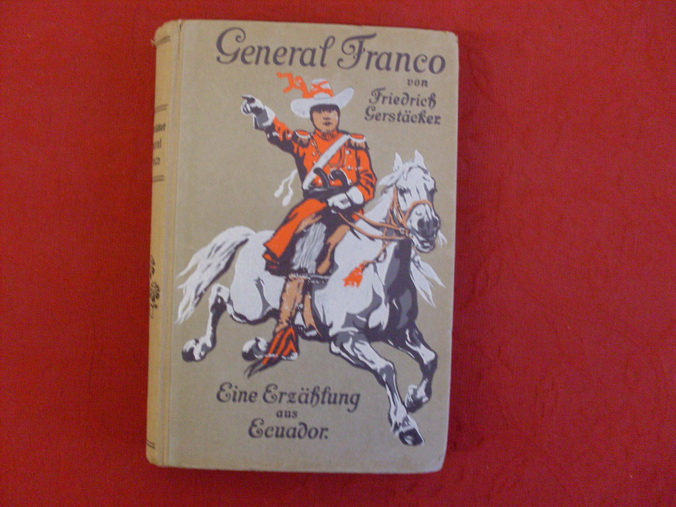 General Franco
von
Friedrich
Gerstäcker.
Eine Erzählung
aus
Ecuador.